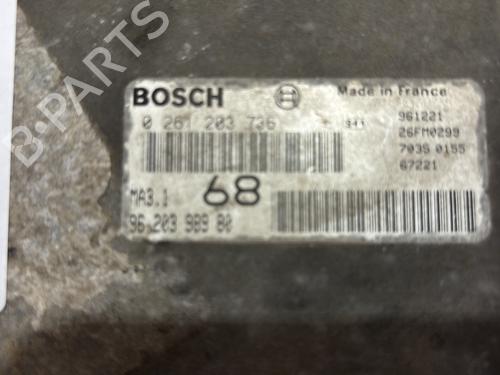 B-PARTS
BOSCH
Made in France
0 261 203 736
961221
26FM0299
703S 0155
67221
MA3.1
68
96 203 989 80